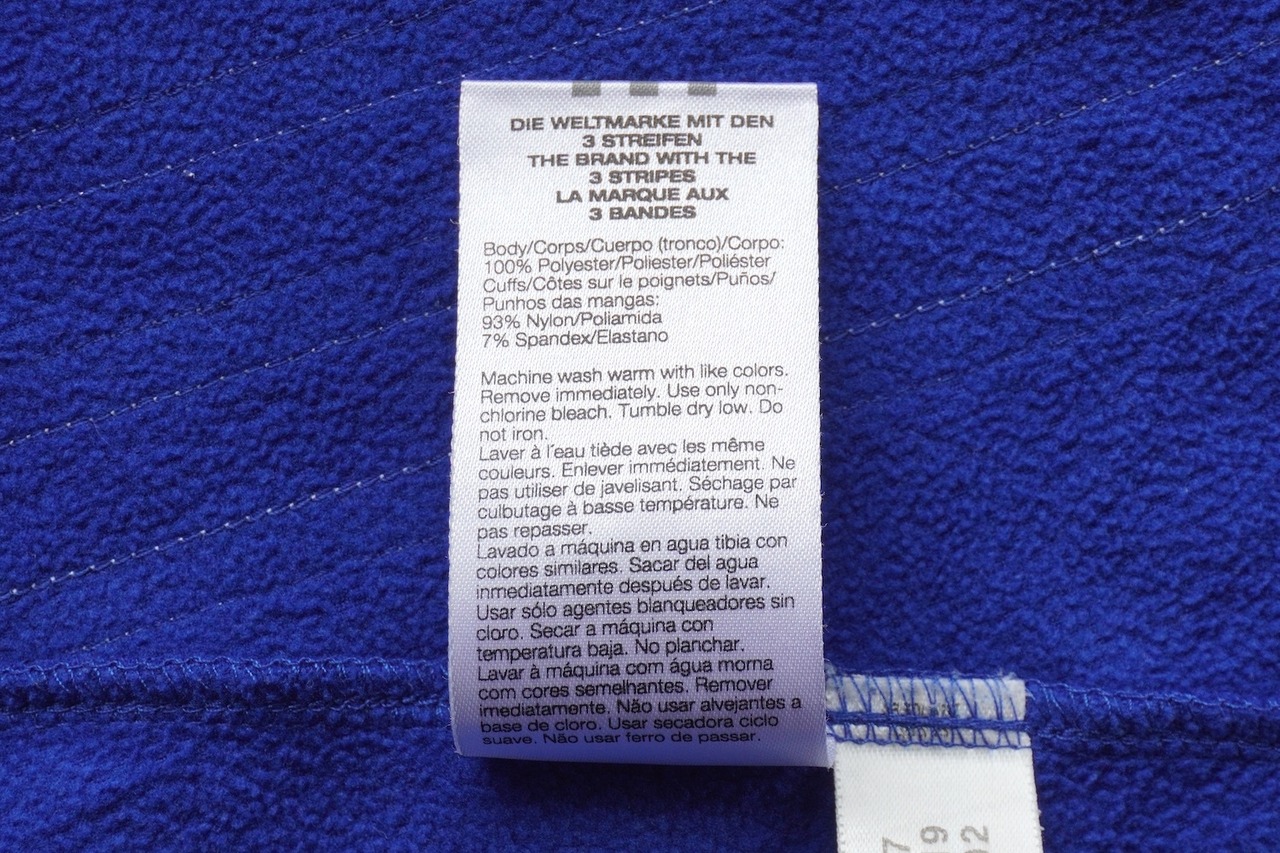 DIE WELTMARKE MIT DEN
3 STREIFEN
THE BRAND WITH THE
3 STRIPES
LA MARQUE AUX
3 BANDES
Body/Corps/Cuerpo (tronco)/Corpo:
100% Polyester/Poliester/Poliéster
Cuffs/Côtes sur le poignets/Puños/
Punhos das mangas:
93% Nylon/Poliamida
7% Spandex/Elastano
Machine wash warm with like colors.
Remove immediately. Use only non-
chlorine bleach. Tumble dry low. Do
not iron.
Laver à l'eau tiède avec les même
couleurs. Enlever immédiatement. Ne
pas utiliser de javelisant. Séchage par
culbutage à basse température. Ne
pas repasser.
Lavado a máquina en agua tibia con
colores similares. Sacar del agua
inmediatamente después de lavar.
Usar sólo agentes blanqueadores sin
cloro. Secar a máquina con
temperatura baja. No planchar.
Lavar à máquina com água morna
com cores semelhantes. Remover
imediatamente. Não usar alvejantes a
base de cloro. Usar secadora ciclo
suave. Não usar ferro de passar.
7
19
02